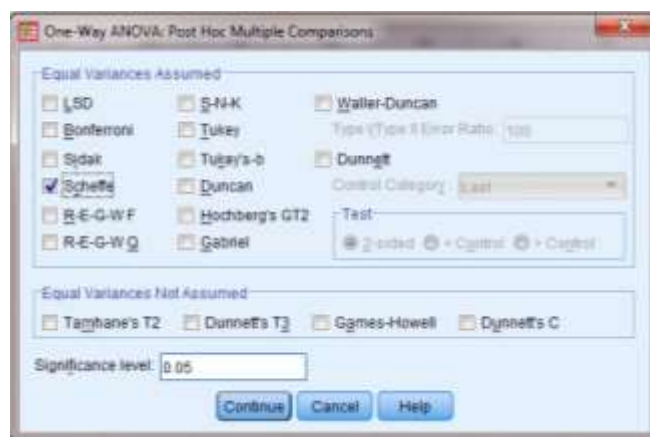 One-Way ANOVA: Post Hoc Multiple Comparisons
Equal Variances Assumed
LSD S-N-K Waller-Duncan
Bonferroni Tukey Type I/Type II Error Ratio: 100
Sidak Tukey's-b Dunnett
Scheffe Duncan Control Category: Last
R-E-G-W F Hochberg's GT2 Test
R-E-G-W Q Gabriel 2-sided < Control > Control
Equal Variances Not Assumed
Tamhane's T2 Dunnett's T3 Games-Howell Dunnett's C
Significance level: 0.05
Continue Cancel Help